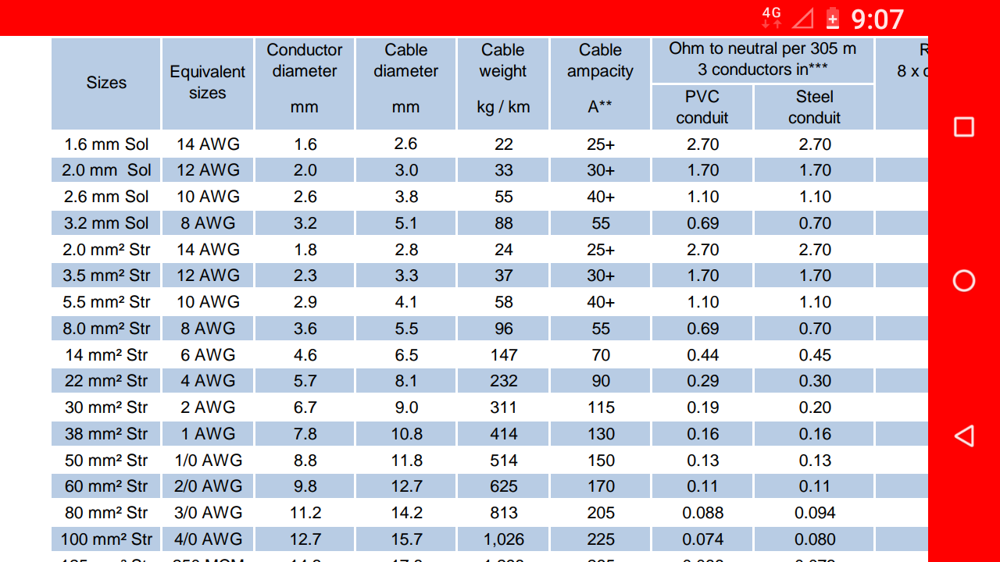 4G 9:07
Sizes Equivalent sizes Conductor diameter mm Cable diameter mm Cable weight kg / km Cable ampacity A** Ohm to neutral per 305 m 3 conductors in***
PVC conduit Steel conduit
8 x
1.6 mm Sol 14 AWG 1.6 2.6 22 25+ 2.70 2.70
2.0 mm Sol 12 AWG 2.0 3.0 33 30+ 1.70 1.70
2.6 mm Sol 10 AWG 2.6 3.8 55 40+ 1.10 1.10
3.2 mm Sol 8 AWG 3.2 5.1 88 55 0.69 0.70
2.0 mm² Str 14 AWG 1.8 2.8 24 25+ 2.70 2.70
3.5 mm² Str 12 AWG 2.3 3.3 37 30+ 1.70 1.70
5.5 mm² Str 10 AWG 2.9 4.1 58 40+ 1.10 1.10
8.0 mm² Str 8 AWG 3.6 5.5 96 55 0.69 0.70
14 mm² Str 6 AWG 4.6 6.5 147 70 0.44 0.45
22 mm² Str 4 AWG 5.7 8.1 232 90 0.29 0.30
30 mm² Str 2 AWG 6.7 9.0 311 115 0.19 0.20
38 mm² Str 1 AWG 7.8 10.8 414 130 0.16 0.16
50 mm² Str 1/0 AWG 8.8 11.8 514 150 0.13 0.13
60 mm² Str 2/0 AWG 9.8 12.7 625 170 0.11 0.11
80 mm² Str 3/0 AWG 11.2 14.2 813 205 0.088 0.094
100 mm² Str 4/0 AWG 12.7 15.7 1,026 225 0.074 0.080